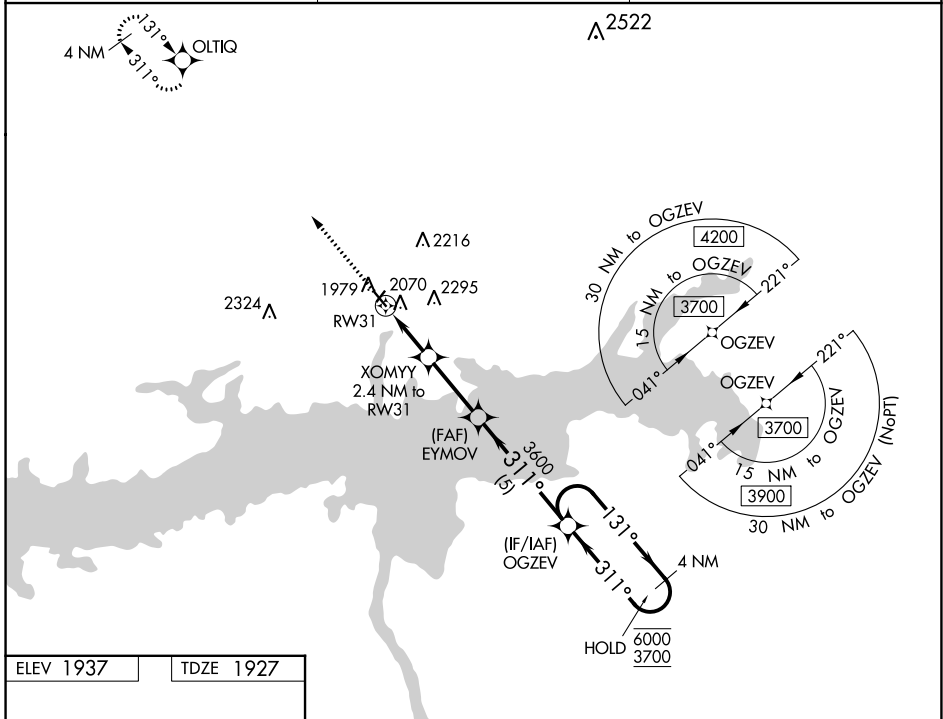 131°
4 NM
OLTIQ
311°
2522
30 NM to OGZEV
4200
15 NM to OGZEV
221°
3700
OGZEV
041°
2216
1979
2070
2295
2324
RW31
XOMYY
2.4 NM to
RW31
(FAF)
EYMOV
3600
311°
(5)
221°
OGZEV
3700
041°
15 NM to OGZEV
3900
30 NM to OGZEV (NoPT)
(IF/IAF)
OGZEV
131°
311°
4 NM
HOLD
6000
3700
ELEV 1937
TDZE 1927